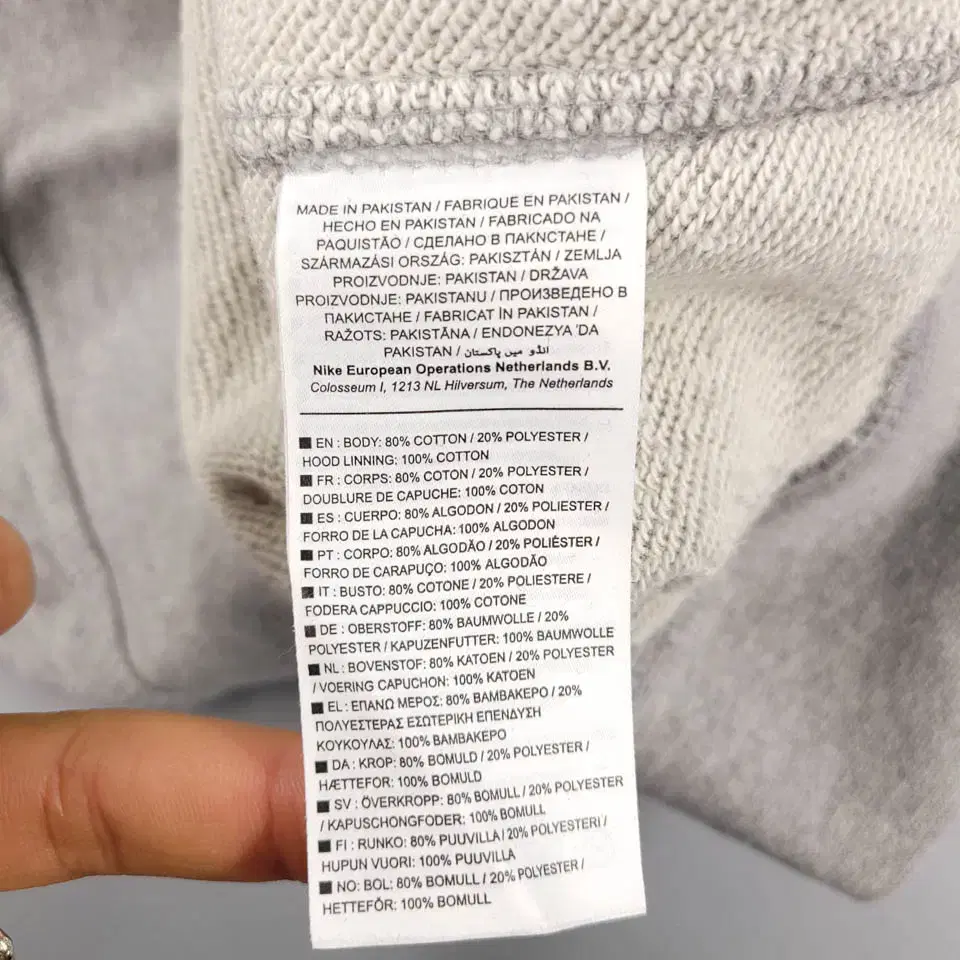 MADE IN PAKISTAN / FABRIQUÉ EN PAKISTAN /
HECHO EN PAKISTAN / FABRICADO NA
PAQUISTÃO / СДЕЛАНО В ПАКNСТАНЕ /
SZÁRMAZÁSI ORSZÁG: PAKISZTÁN / ZEMLJA
PROIZVODNJE: PAKISTAN / DRŽAVA
PROIZVODNJE: PAKISTANU / ПРОИЗВЕДЕНО В
ПАКИСТАНЕ / FABRICAT ÎN PAKISTAN /
RAŽOTS: PAKISTĀNA / ENDONEZYA 'DA
PAKISTAN / انڈو میں پاکستان
Nike European Operations Netherlands B.V.
Colosseum I, 1213 NL Hilversum, The Netherlands
EN : BODY: 80% COTTON / 20% POLYESTER /
HOOD LINNING: 100% COTTON
FR : CORPS: 80% COTON / 20% POLYESTER /
DOUBLURE DE CAPUCHE: 100% COTON
ES : CUERPO: 80% ALGODON / 20% POLIESTER /
FORRO DE LA CAPUCHA: 100% ALGODON
PT : CORPO: 80% ALGODÃO / 20% POLIÉSTER /
FORRO DE CARAPUÇO: 100% ALGODÃO
IT : BUSTO: 80% COTONE / 20% POLIESTERE /
FODERA CAPPUCCIO: 100% COTONE
DE : OBERSTOFF: 80% BAUMWOLLE / 20%
POLYESTER / KAPUZENFUTTER: 100% BAUMWOLLE
NL : BOVENSTOF: 80% KATOEN / 20% POLYESTER
/ VOERING CAPUCHON: 100% KATOEN
EL : ΕΠΑΝΩ ΜΕΡΟΣ: 80% ΒΑΜΒΑΚΕΡΟ / 20%
ΠΟΛΥΕΣΤΕΡΑΣ ΕΣΩΤΕΡΙΚΗ ΕΠΕΝΔΥΣΗ
ΚΟΥΚΟΥΛΑΣ: 100% ΒΑΜΒΑΚΕΡΟ
DA : KROP: 80% BOMULD / 20% POLYESTER /
HÆTTEFOR: 100% BOMULD
SV : ÖVERKROPP: 80% BOMULL / 20% POLYESTER
/ KAPUSCHONGFODER: 100% BOMULL
FI : RUNKO: 80% PUUVILLA / 20% POLYESTERI /
HUPUN VUORI: 100% PUUVILLA
NO: BOL: 80% BOMULL / 20% POLYESTER /
HETTEFÔR: 100% BOMULL